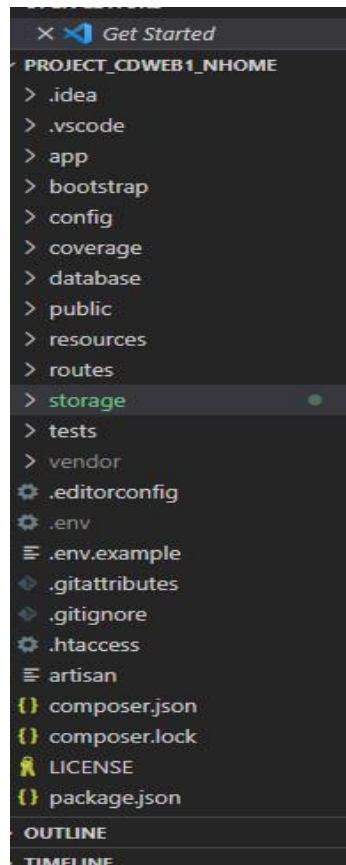 Get Started
PROJECT_CDWEB1_NHOME
.idea
.vscode
app
bootstrap
config
coverage
database
public
resources
routes
storage
tests
vendor
.editorconfig
.env
.env.example
.gitattributes
.gitignore
.htaccess
artisan
composer.json
composer.lock
LICENSE
package.json
OUTLINE
TIMELINE